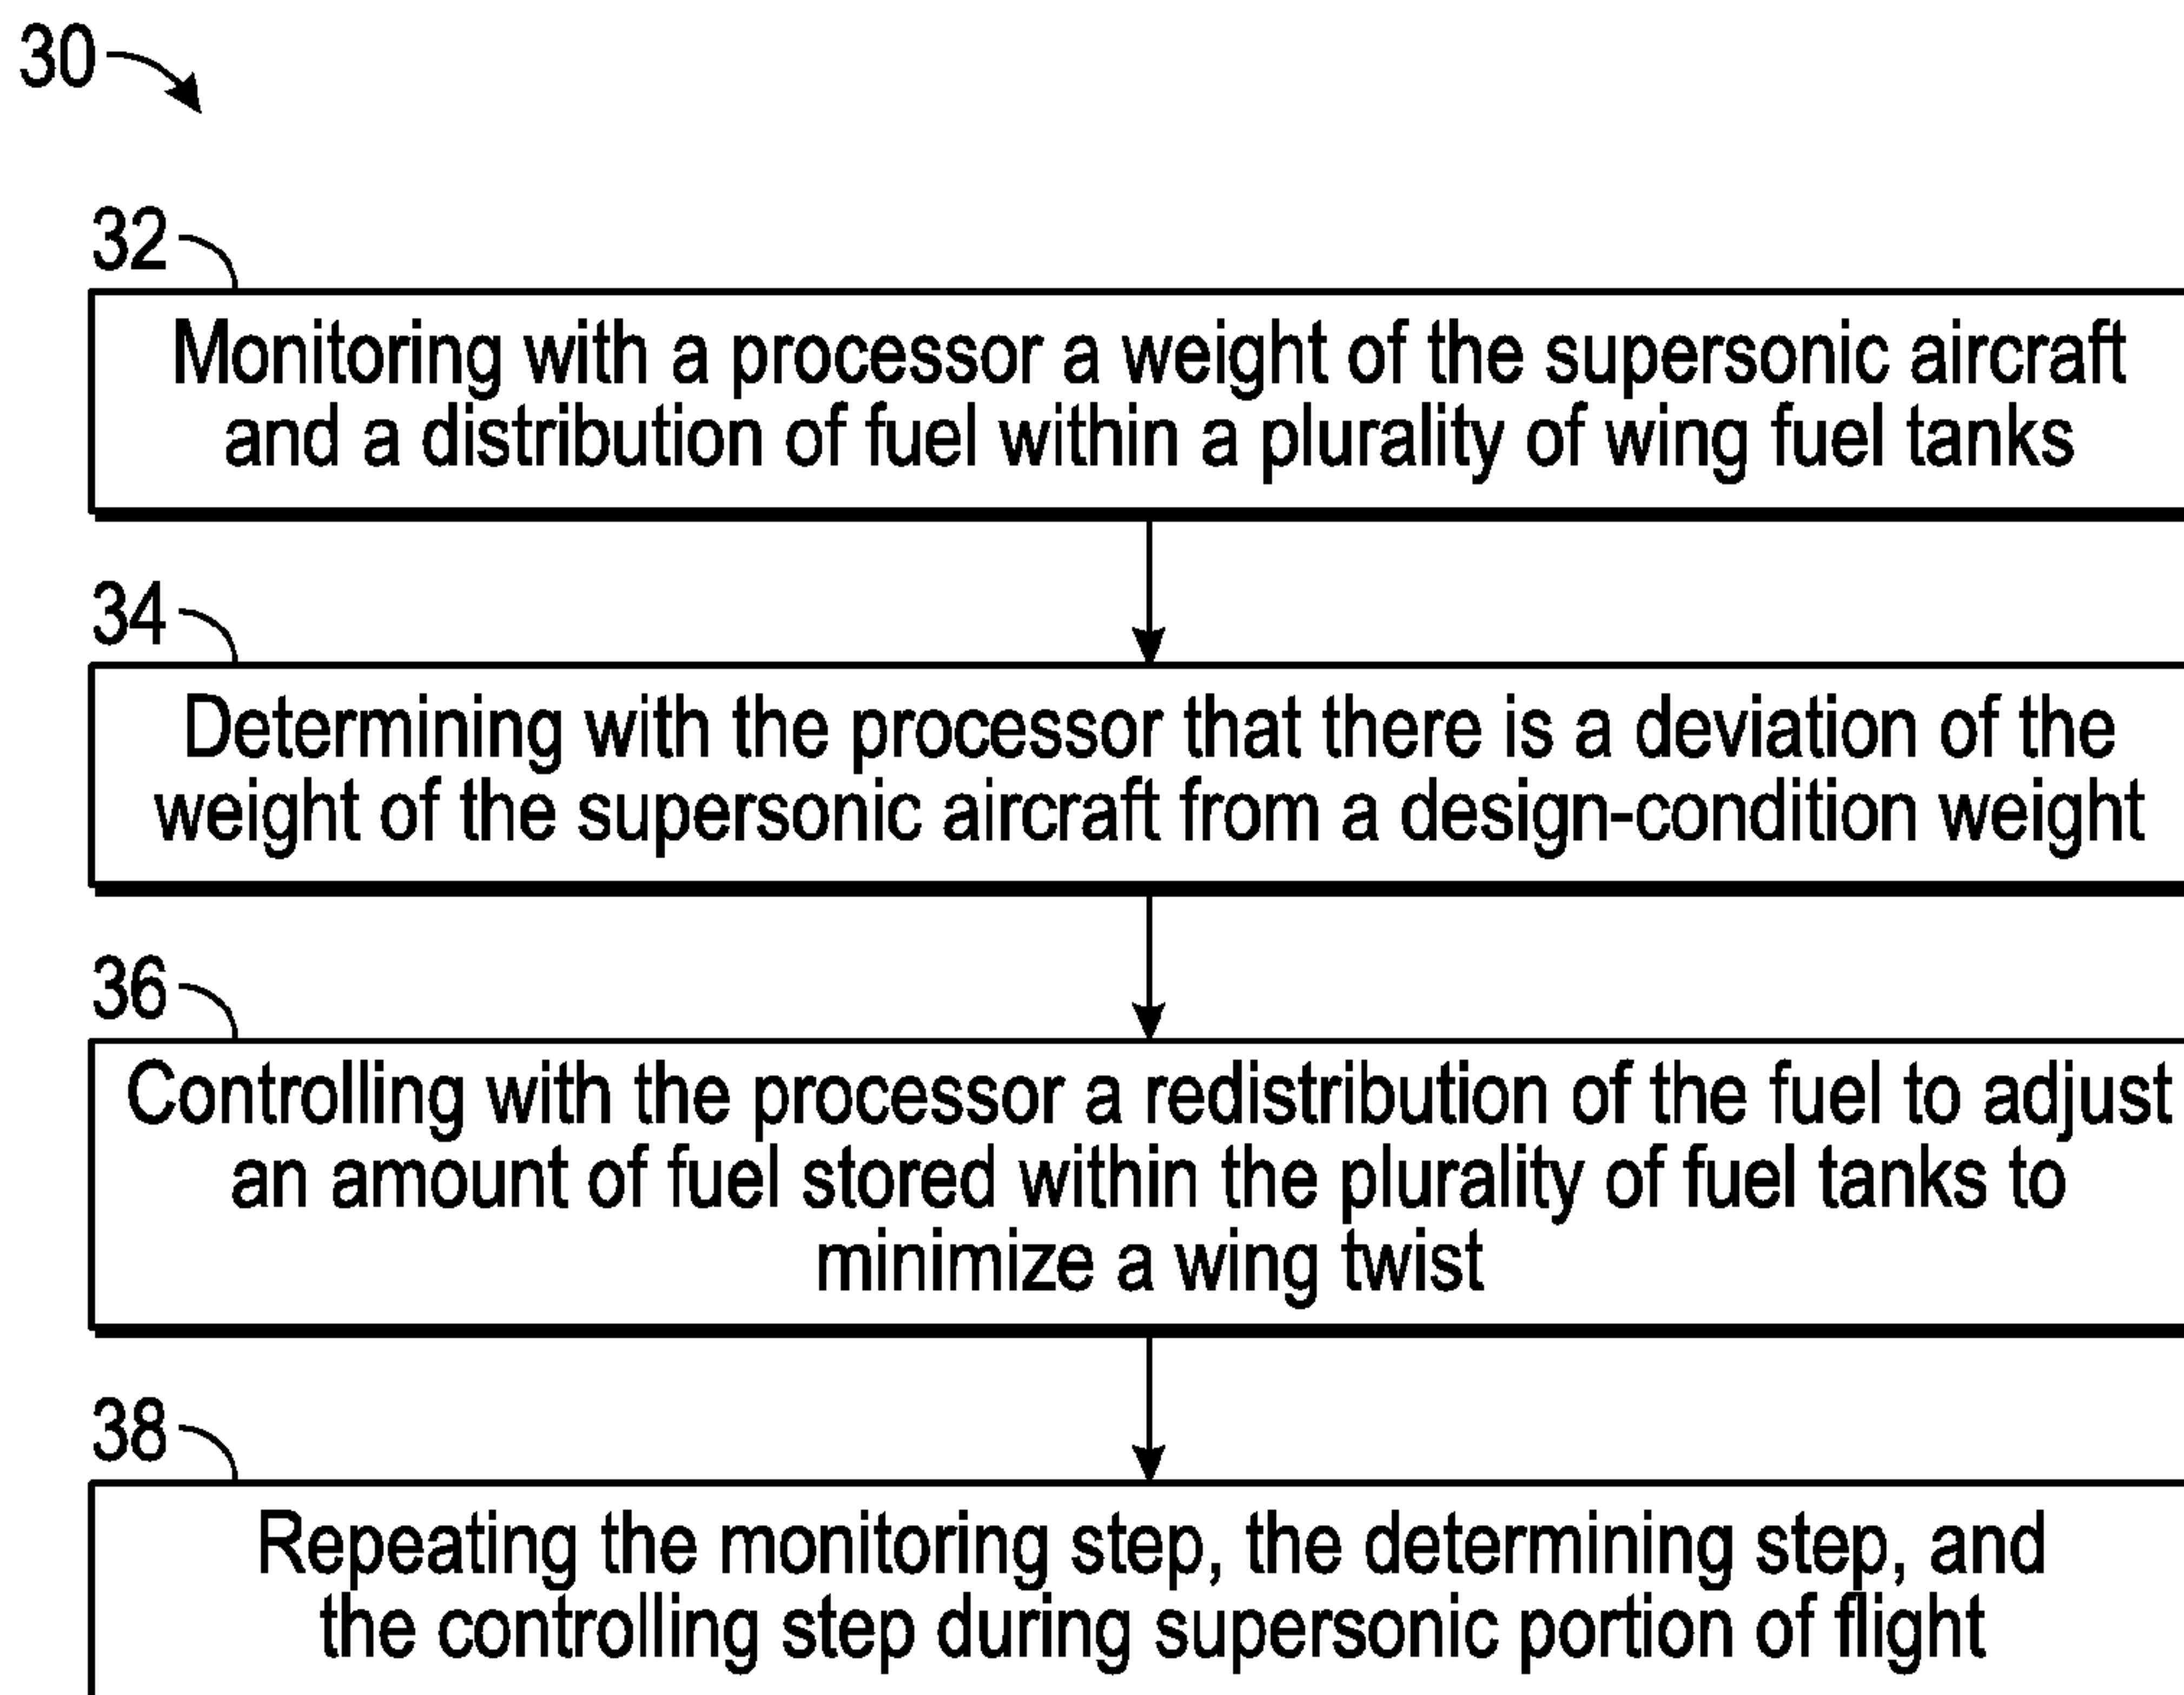 30
32
Monitoring with a processor a weight of the supersonic aircraft
and a distribution of fuel within a plurality of wing fuel tanks
34
Determining with the processor that there is a deviation of the
weight of the supersonic aircraft from a design-condition weight
36
Controlling with the processor a redistribution of the fuel to adjust
an amount of fuel stored within the plurality of fuel tanks to
minimize a wing twist
38
Repeating the monitoring step, the determining step, and
the controlling step during supersonic portion of flight